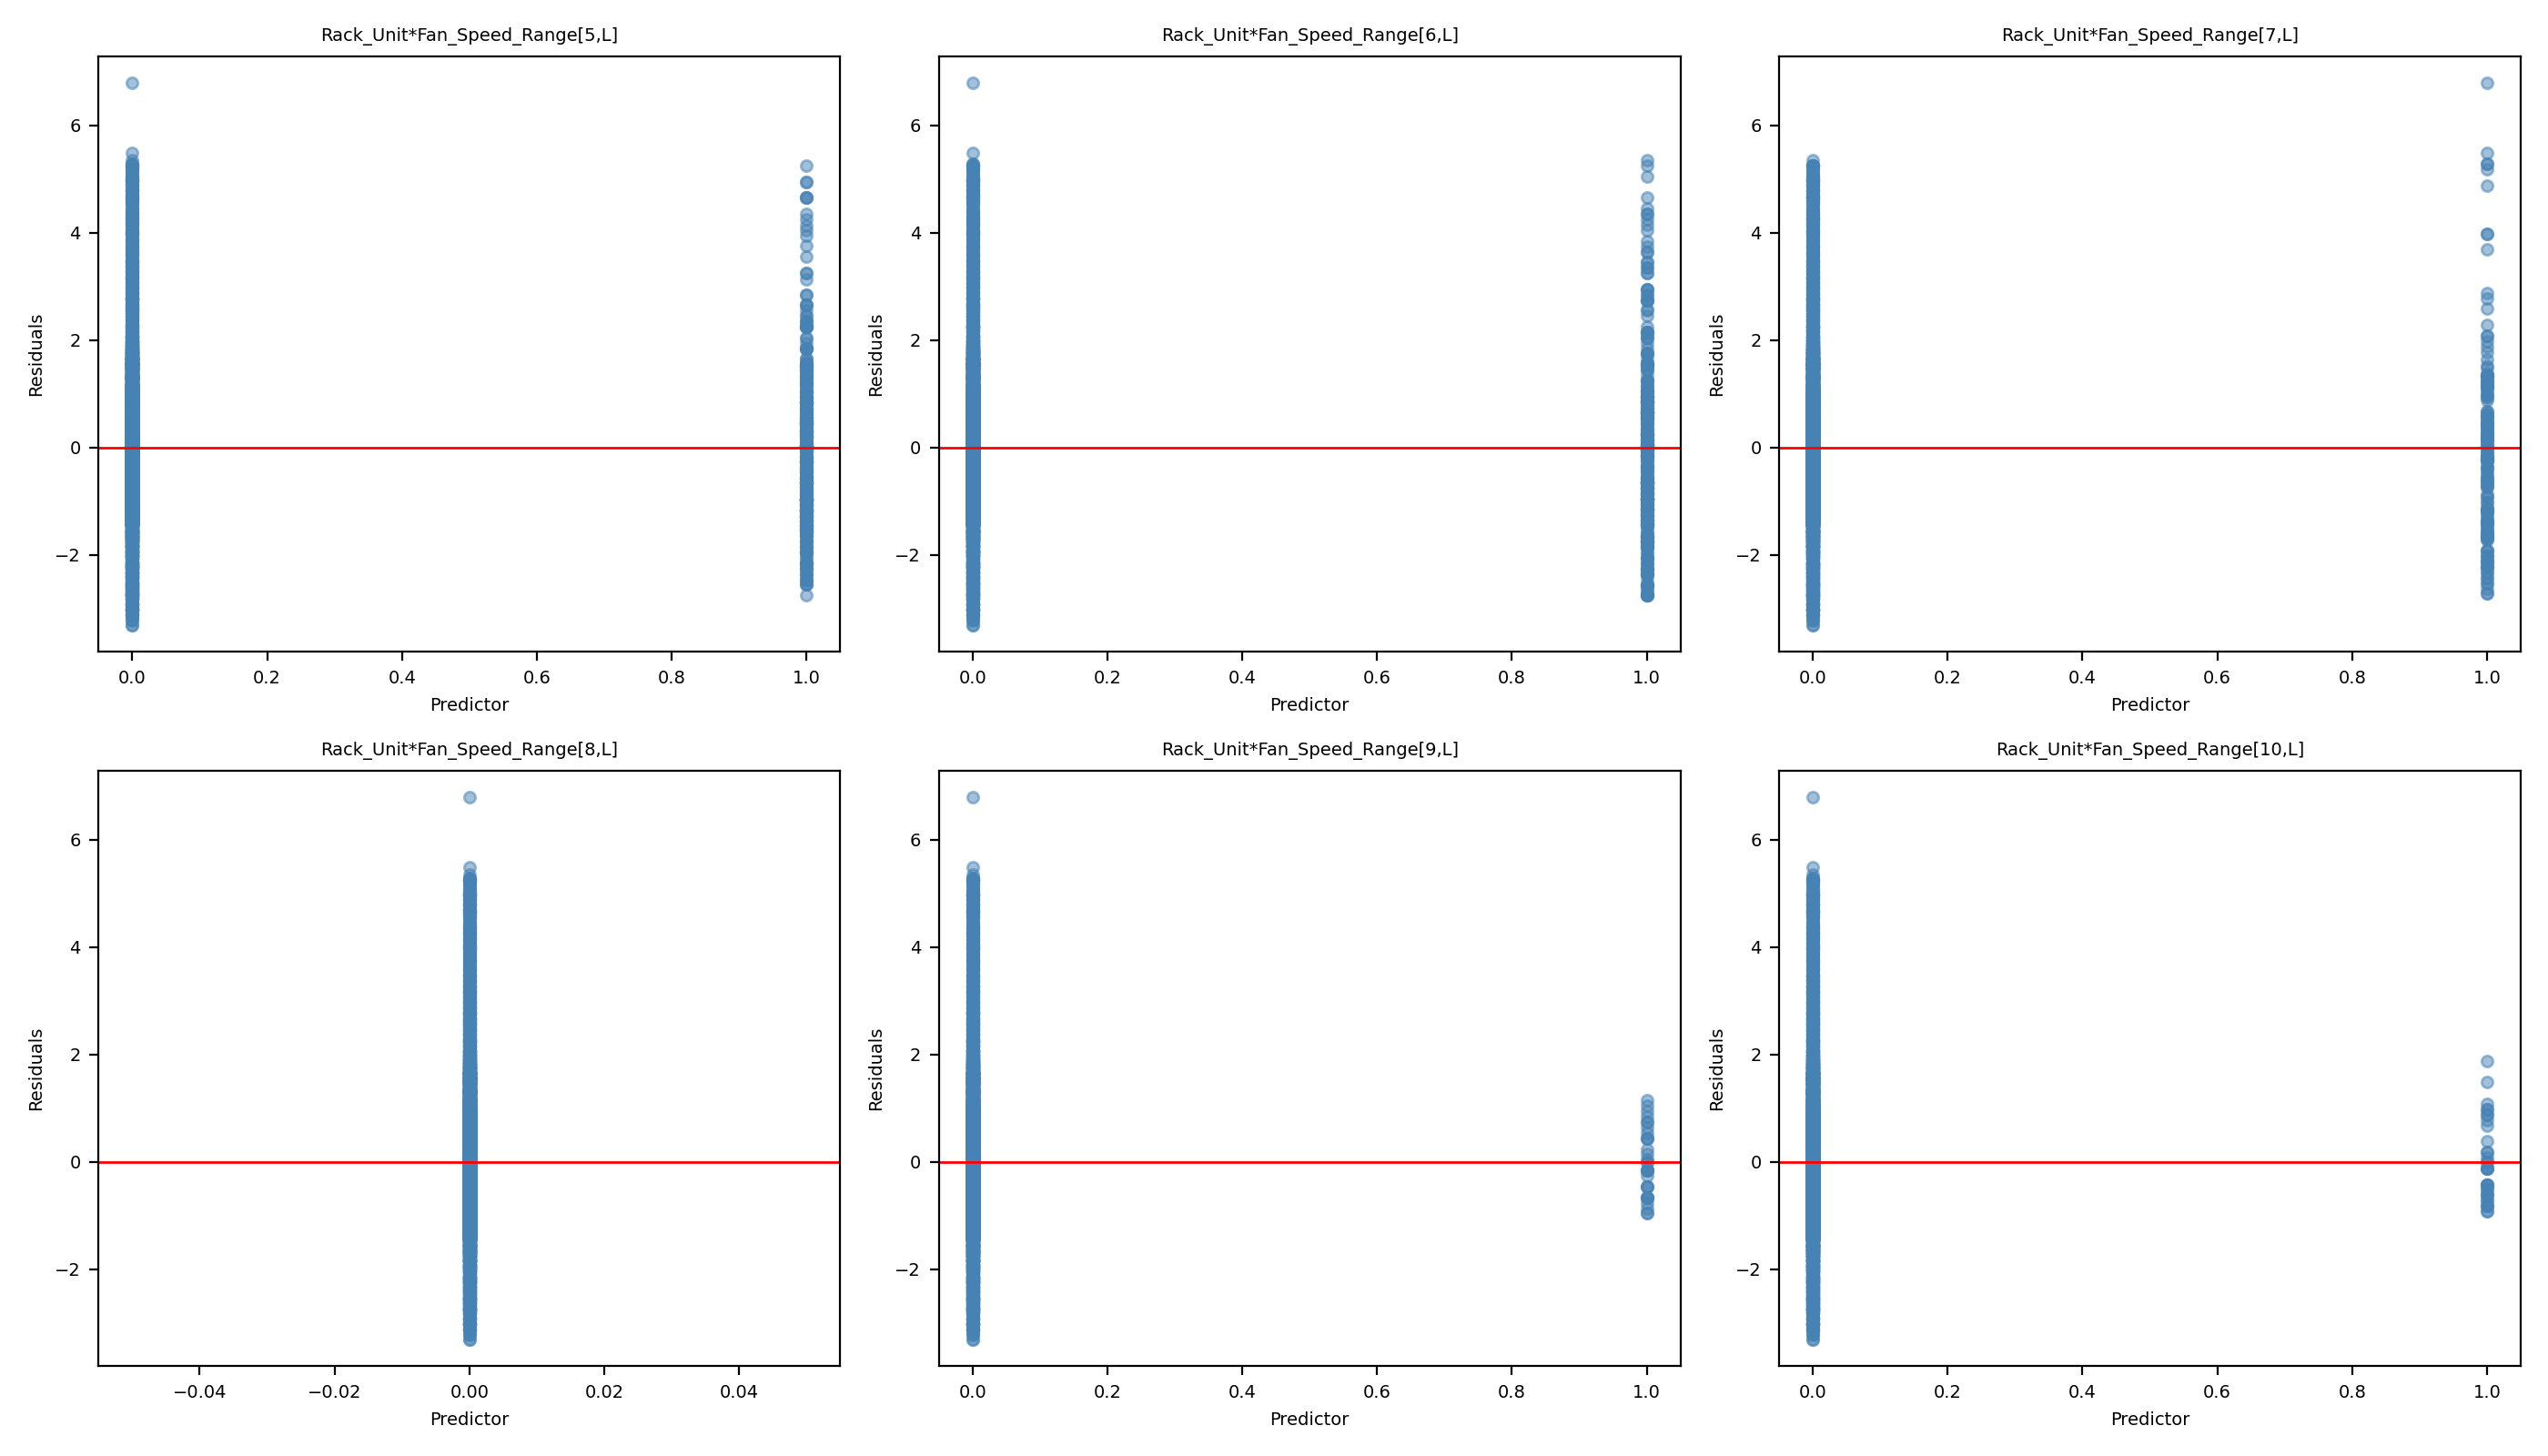 Rack_Unit*Fan_Speed_Range[5,L]
Rack_Unit*Fan_Speed_Range[6,L]
Rack_Unit*Fan_Speed_Range[7,L]
Residuals
6
4
2
0
−2
0.0 0.2 0.4 0.6 0.8 1.0
Predictor
Residuals
6
4
2
0
−2
0.0 0.2 0.4 0.6 0.8 1.0
Predictor
Residuals
6
4
2
0
−2
0.0 0.2 0.4 0.6 0.8 1.0
Predictor
Rack_Unit*Fan_Speed_Range[8,L]
Rack_Unit*Fan_Speed_Range[9,L]
Rack_Unit*Fan_Speed_Range[10,L]
Residuals
6
4
2
0
−2
−0.04 −0.02 0.00 0.02 0.04
Predictor
Residuals
6
4
2
0
−2
0.0 0.2 0.4 0.6 0.8 1.0
Predictor
Residuals
6
4
2
0
−2
0.0 0.2 0.4 0.6 0.8 1.0
Predictor